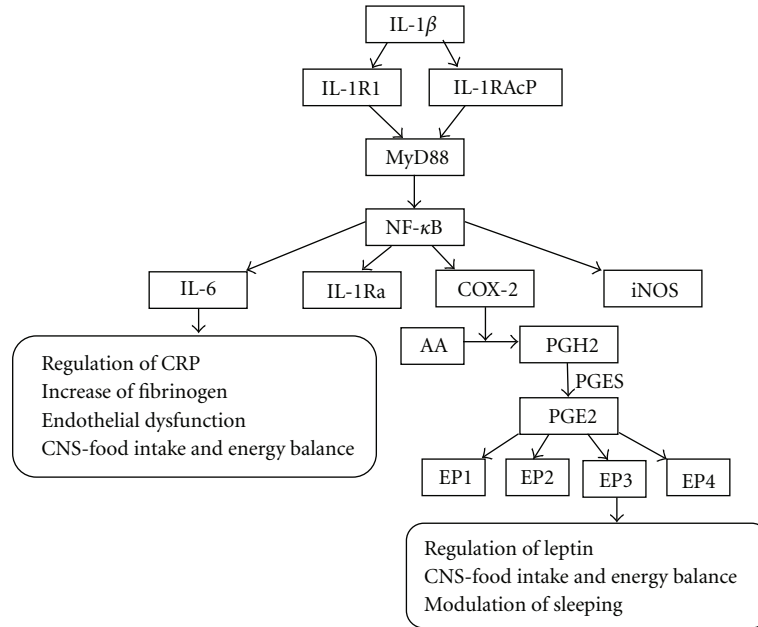 IL-1β
IL-1R1
IL-1RAcP
MyD88
NF-κB
IL-6
IL-1Ra
COX-2
iNOS
AA
PGH2
Regulation of CRP
Increase of fibrinogen
Endothelial dysfunction
CNS-food intake and energy balance
PGES
PGE2
EP1
EP2
EP3
EP4
Regulation of leptin
CNS-food intake and energy balance
Modulation of sleeping